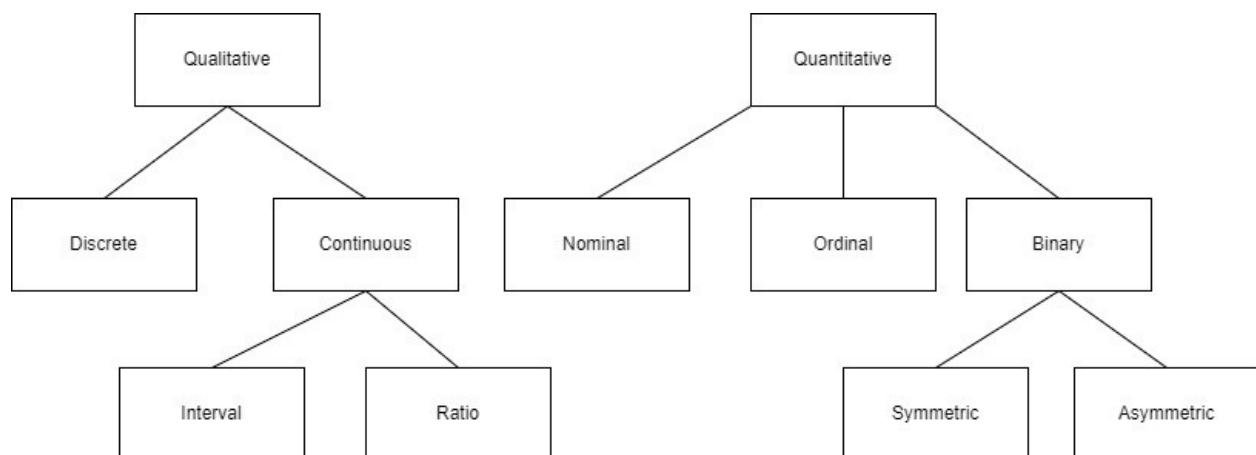 Qualitative
Quantitative
Discrete
Continuous
Nominal
Ordinal
Binary
Interval
Ratio
Symmetric
Asymmetric